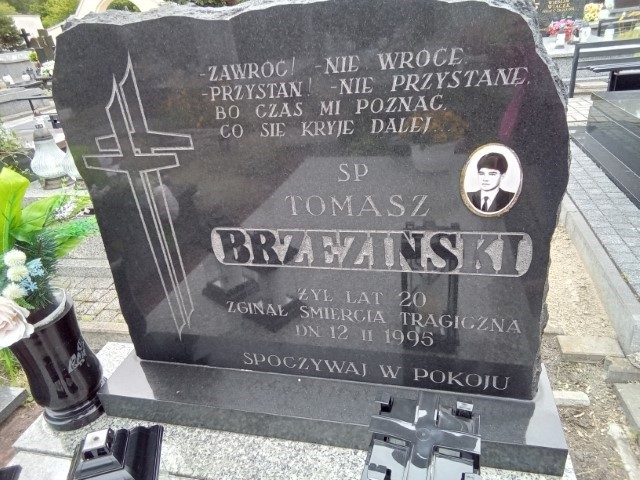 -ZAWRÓĆ! -NIE WRÓCĘ
-PRZYSTAŃ! -NIE PRZYSTANĘ,
BO CZAS MI POZNAĆ,
CO SIĘ KRYJE DALEJ...
ŚP
TOMASZ
BRZEZIŃSKI
ŻYŁ LAT 20
ZGINĄŁ ŚMIERCIĄ TRAGICZNĄ
DN 12 II 1995
SPOCZYWAJ W POKOJU